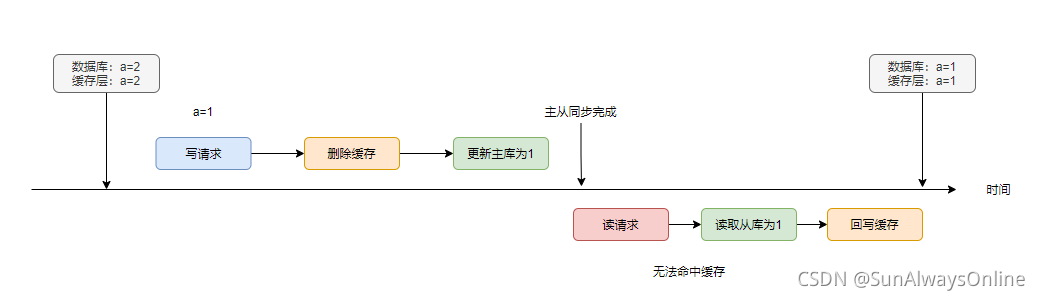 数据库：a=2
缓存层：a=2
数据库：a=1
缓存层：a=1
a=1
主从同步完成
写请求
删除缓存
更新主库为1
时间
读请求
读取从库为1
回写缓存
无法命中缓存
CSDN @SunAlwaysOnline